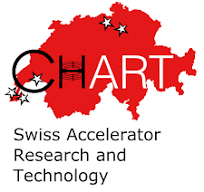 CHART
Swiss Accelerator
Research and
Technology